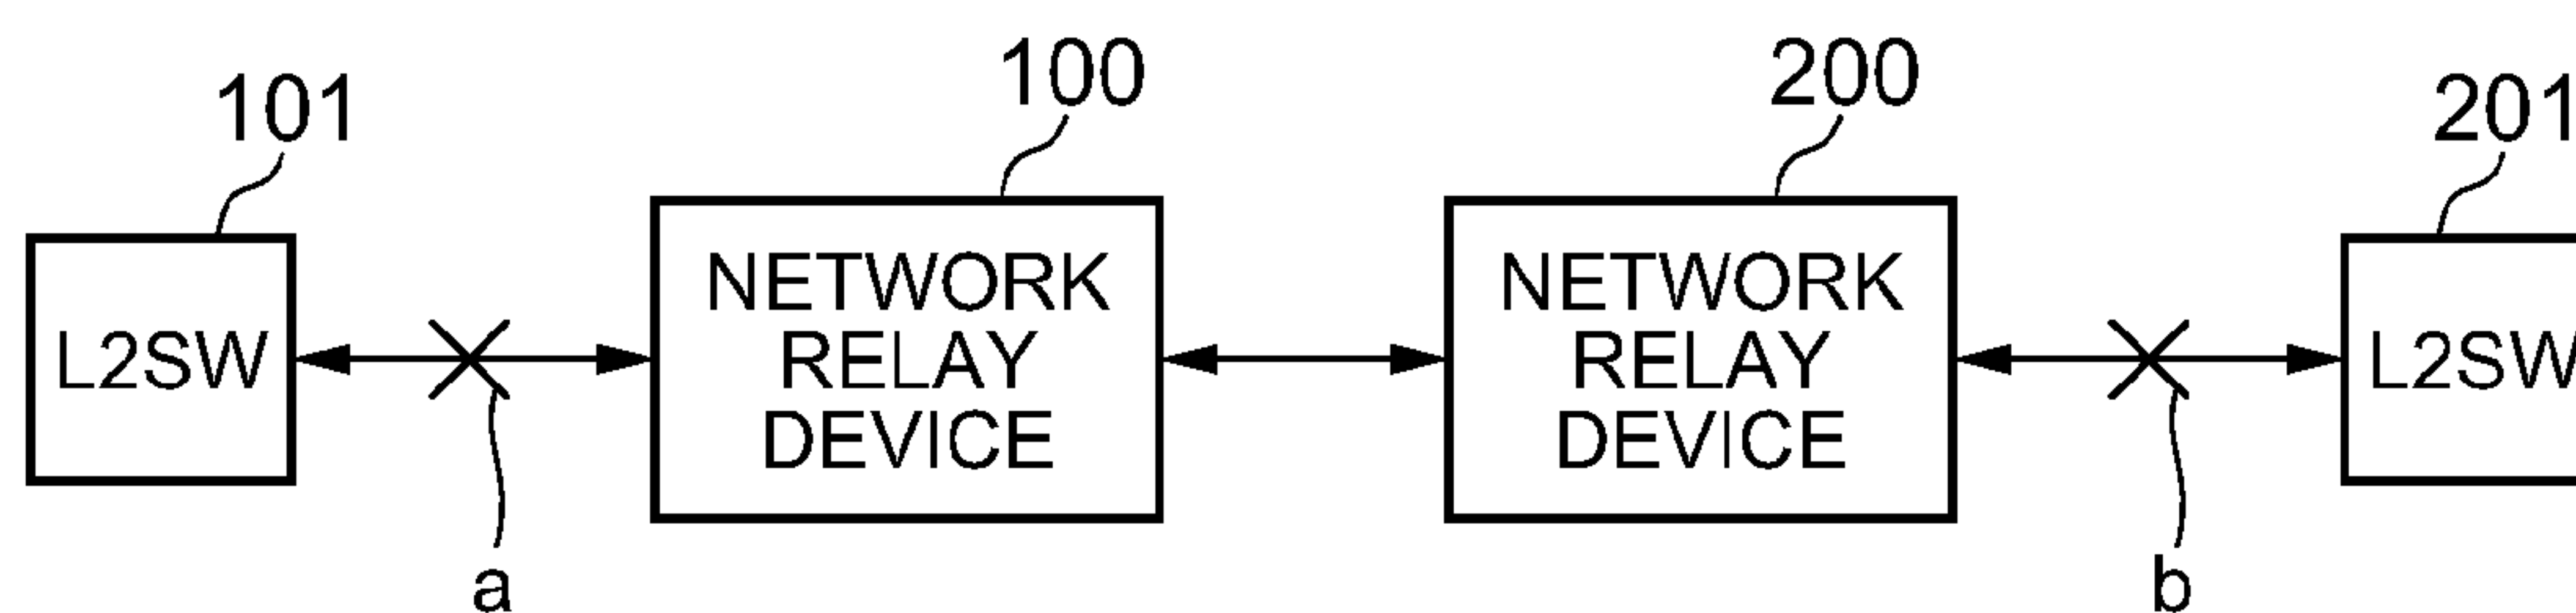 101
100
200
201
L2SW
NETWORK
RELAY
DEVICE
NETWORK
RELAY
DEVICE
L2SW
a
b